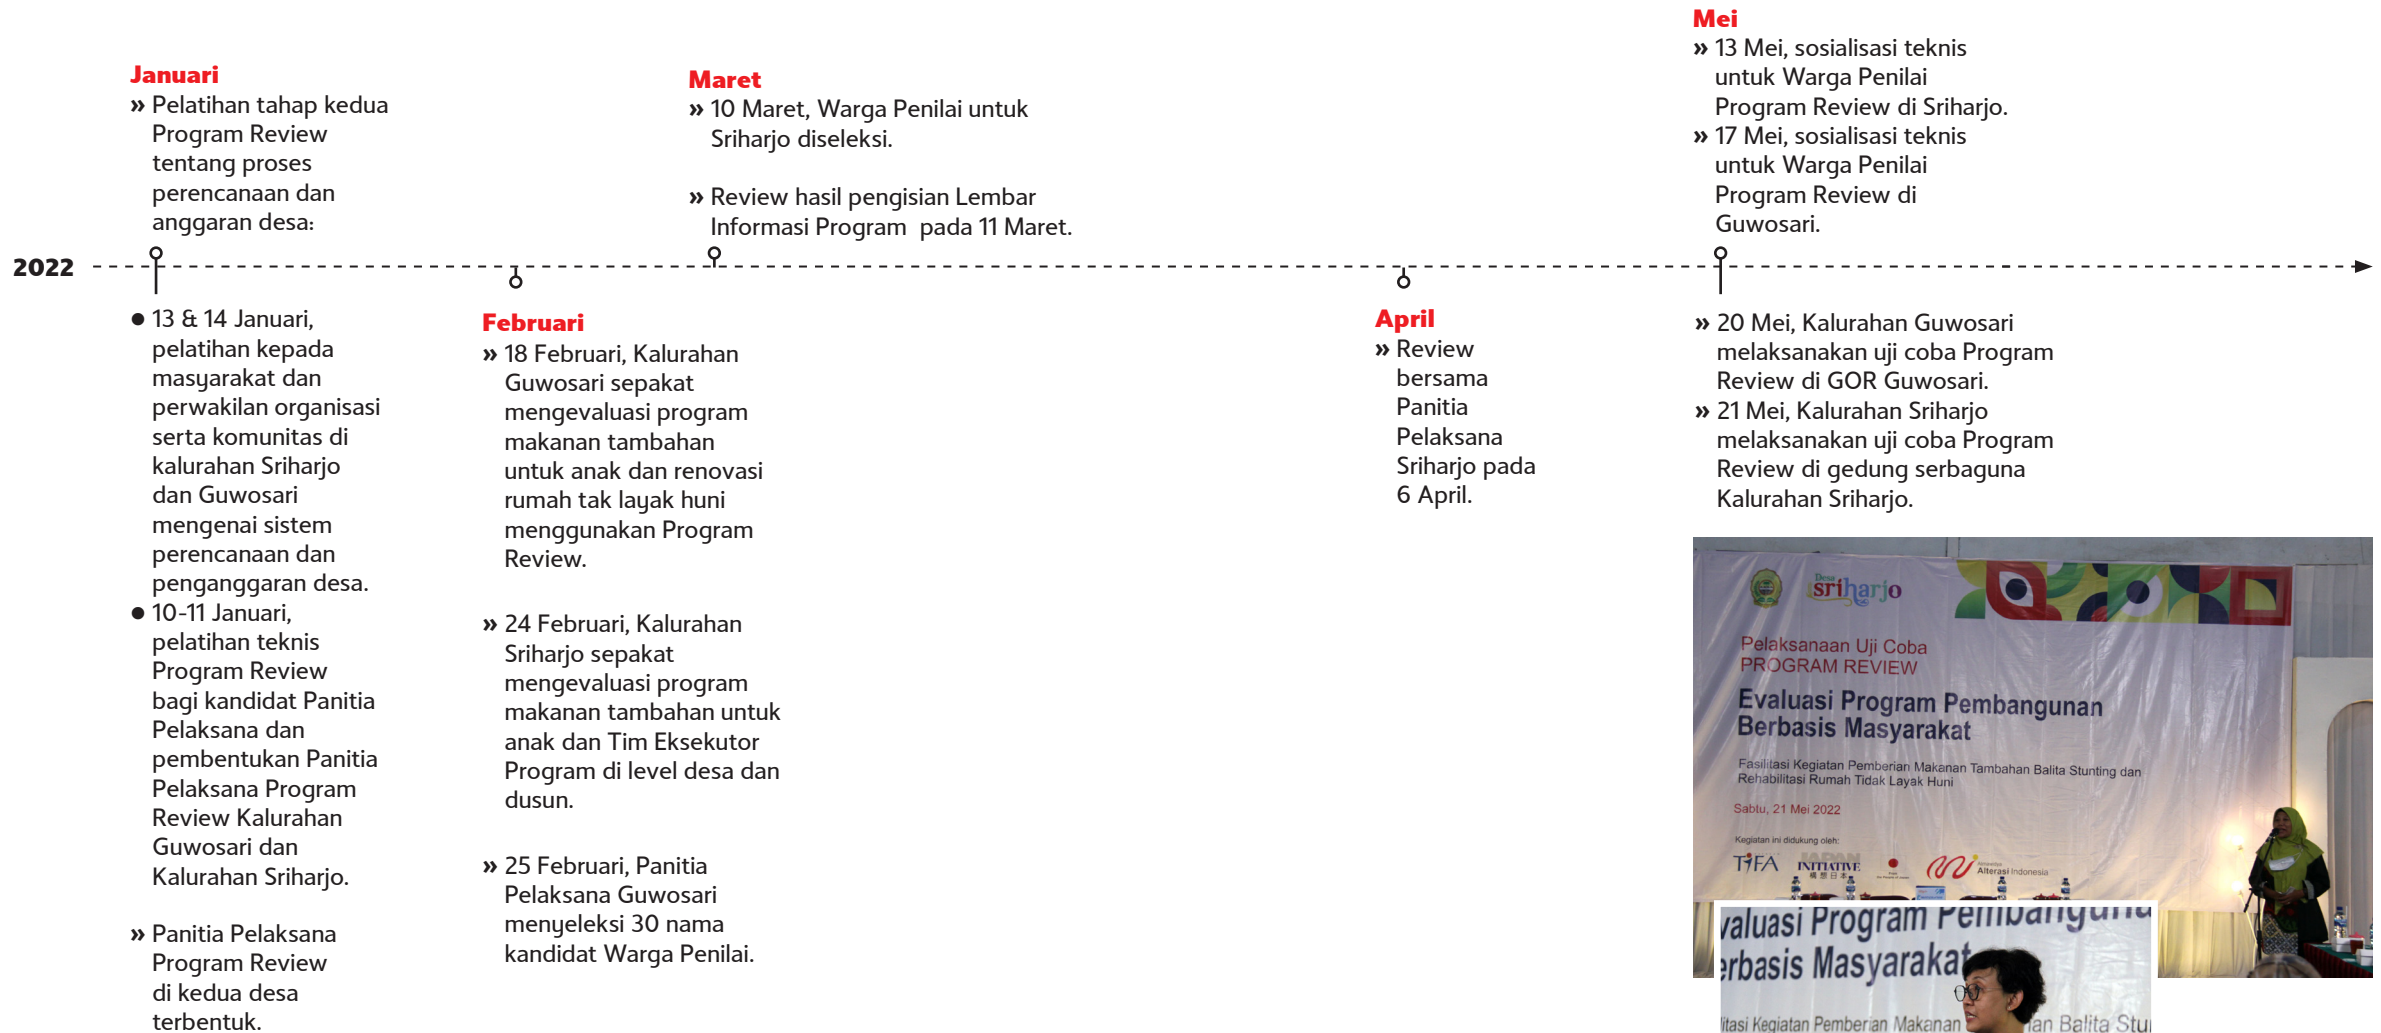 2022
Januari
» Pelatihan tahap kedua
Program Review
tentang proses
perencanaan dan
anggaran desa:
● 13 & 14 Januari,
pelatihan kepada
masyarakat dan
perwakilan organisasi
serta komunitas di
kalurahan Sriharjo
dan Guwosari
mengenai sistem
perencanaan dan
penganggaran desa.
● 10-11 Januari,
pelatihan teknis
Program Review
bagi kandidat Panitia
Pelaksana dan
pembentukan Panitia
Pelaksana Program
Review Kalurahan
Guwosari dan
Kalurahan Sriharjo.
» Panitia Pelaksana
Program Review
di kedua desa
terbentuk.
Februari
» 18 Februari, Kalurahan
Guwosari sepakat
mengevaluasi program
makanan tambahan
untuk anak dan renovasi
rumah tak layak huni
menggunakan Program
Review.
» 24 Februari, Kalurahan
Sriharjo sepakat
mengevaluasi program
makanan tambahan untuk
anak dan Tim Eksekutor
Program di level desa dan
dusun.
» 25 Februari, Panitia
Pelaksana Guwosari
menyeleksi 30 nama
kandidat Warga Penilai.
Maret
» 10 Maret, Warga Penilai untuk
Sriharjo diseleksi.
» Review hasil pengisian Lembar
Informasi Program  pada 11 Maret.
April
» Review
bersama
Panitia
Pelaksana
Sriharjo pada
6 April.
Mei
» 13 Mei, sosialisasi teknis
untuk Warga Penilai
Program Review di Sriharjo.
» 17 Mei, sosialisasi teknis
untuk Warga Penilai
Program Review di
Guwosari.
» 20 Mei, Kalurahan Guwosari
melaksanakan uji coba Program
Review di GOR Guwosari.
» 21 Mei, Kalurahan Sriharjo
melaksanakan uji coba Program
Review di gedung serbaguna
Kalurahan Sriharjo.
Desa
sriharjo
Pelaksanaan Uji Coba
PROGRAM REVIEW
Evaluasi Program Pembangunan
Berbasis Masyarakat
Fasilitasi Kegiatan Pemberian Makanan Tambahan Balita Stunting dan
Rehabilitasi Rumah Tidak Layak Huni
Sabtu, 21 Mei 2022
Kegiatan ini didukung oleh:
TIFA
JAPAN
INITIATIVE
構想日本
Alterasi Indonesia
valuasi Program Pembanguna
erbasis Masyarakat
itasi Kegiatan Pemberian Makanan
an Balita Stu